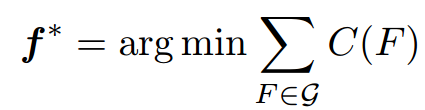 f* = arg min ∑_{F∈𝒢} C(F)